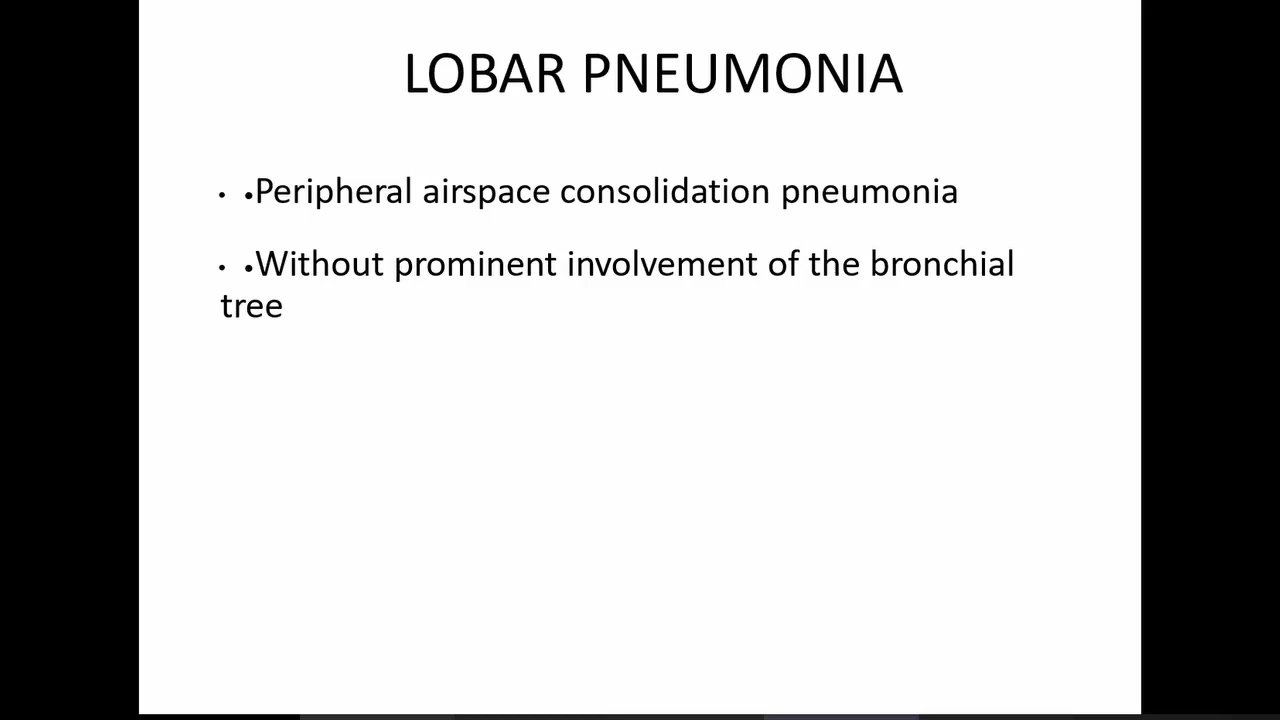 LOBAR PNEUMONIA
• •Peripheral airspace consolidation pneumonia
• •Without prominent involvement of the bronchial
tree